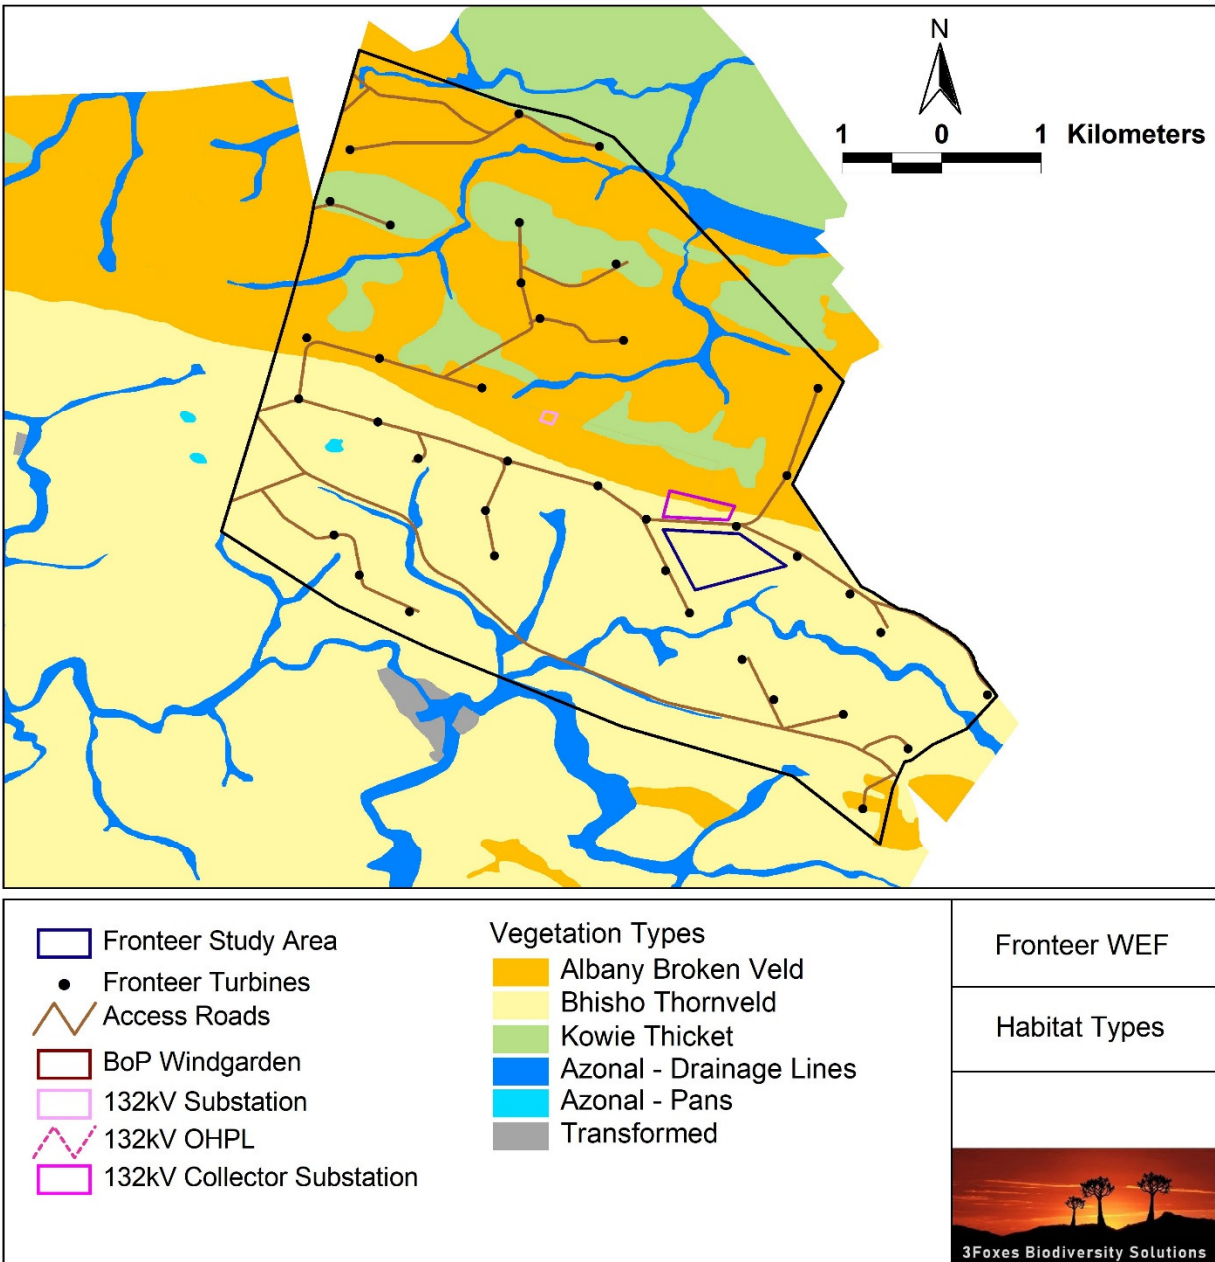 N
1 0 1 Kilometers
Fronteer Study Area
Fronteer Turbines
Access Roads
BoP Windgarden
132kV Substation
132kV OHPL
132kV Collector Substation
Vegetation Types
Albany Broken Veld
Bhisho Thornveld
Kowie Thicket
Azonal - Drainage Lines
Azonal - Pans
Transformed
Fronteer WEF
Habitat Types
3Foxes Biodiversity Solutions